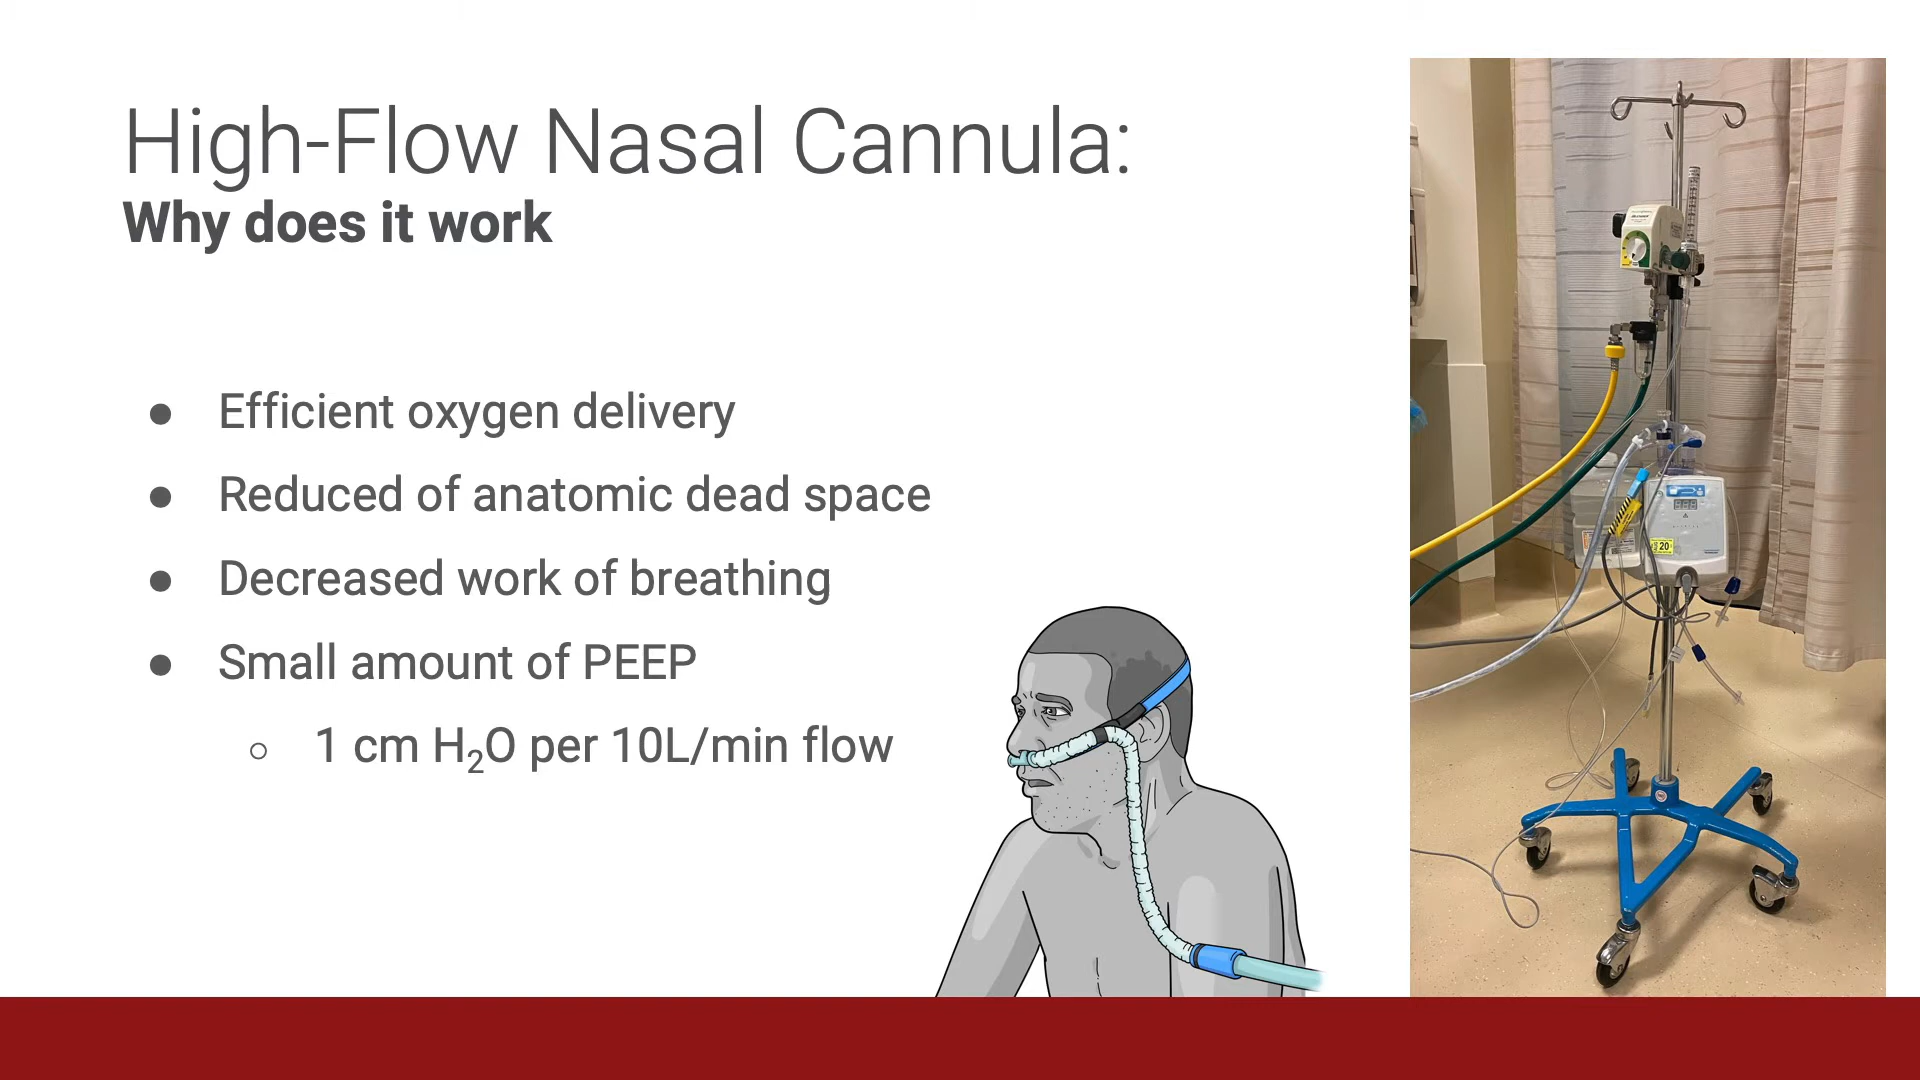 High-Flow Nasal Cannula:
Why does it work
● Efficient oxygen delivery
● Reduced of anatomic dead space
● Decreased work of breathing
● Small amount of PEEP
○ 1 cm H₂O per 10L/min flow
20